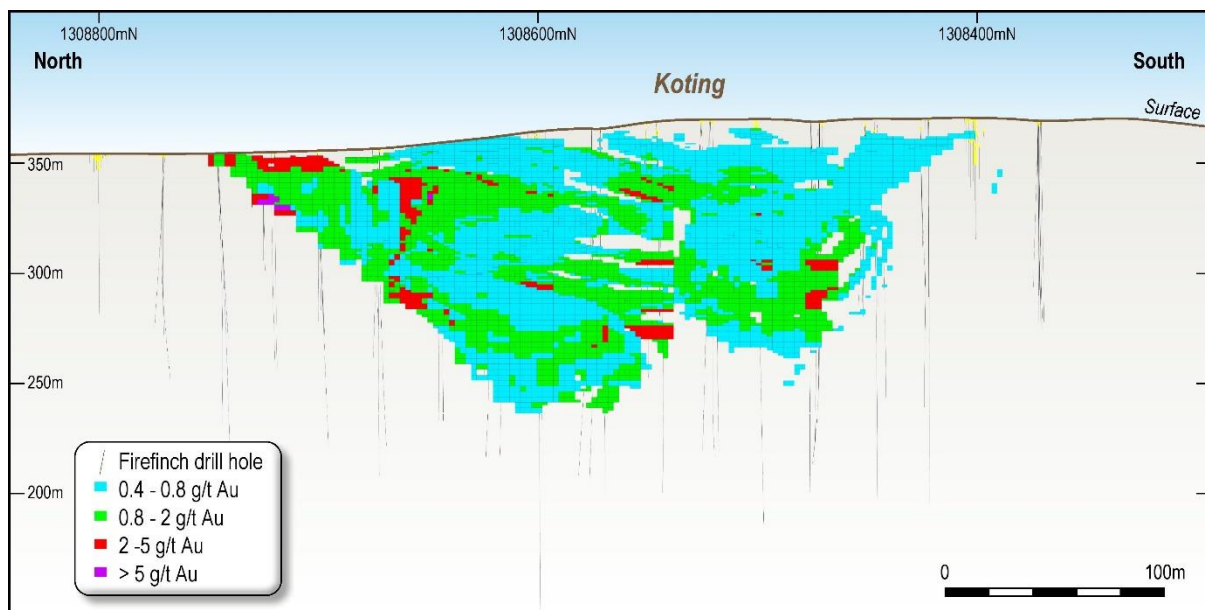 1308800mN
1308600mN
1308400mN
North
South
Koting
Surface
350m
300m
250m
200m
Firefinch drill hole
0.4 - 0.8 g/t Au
0.8 - 2 g/t Au
2 -5 g/t Au
> 5 g/t Au
0
100m